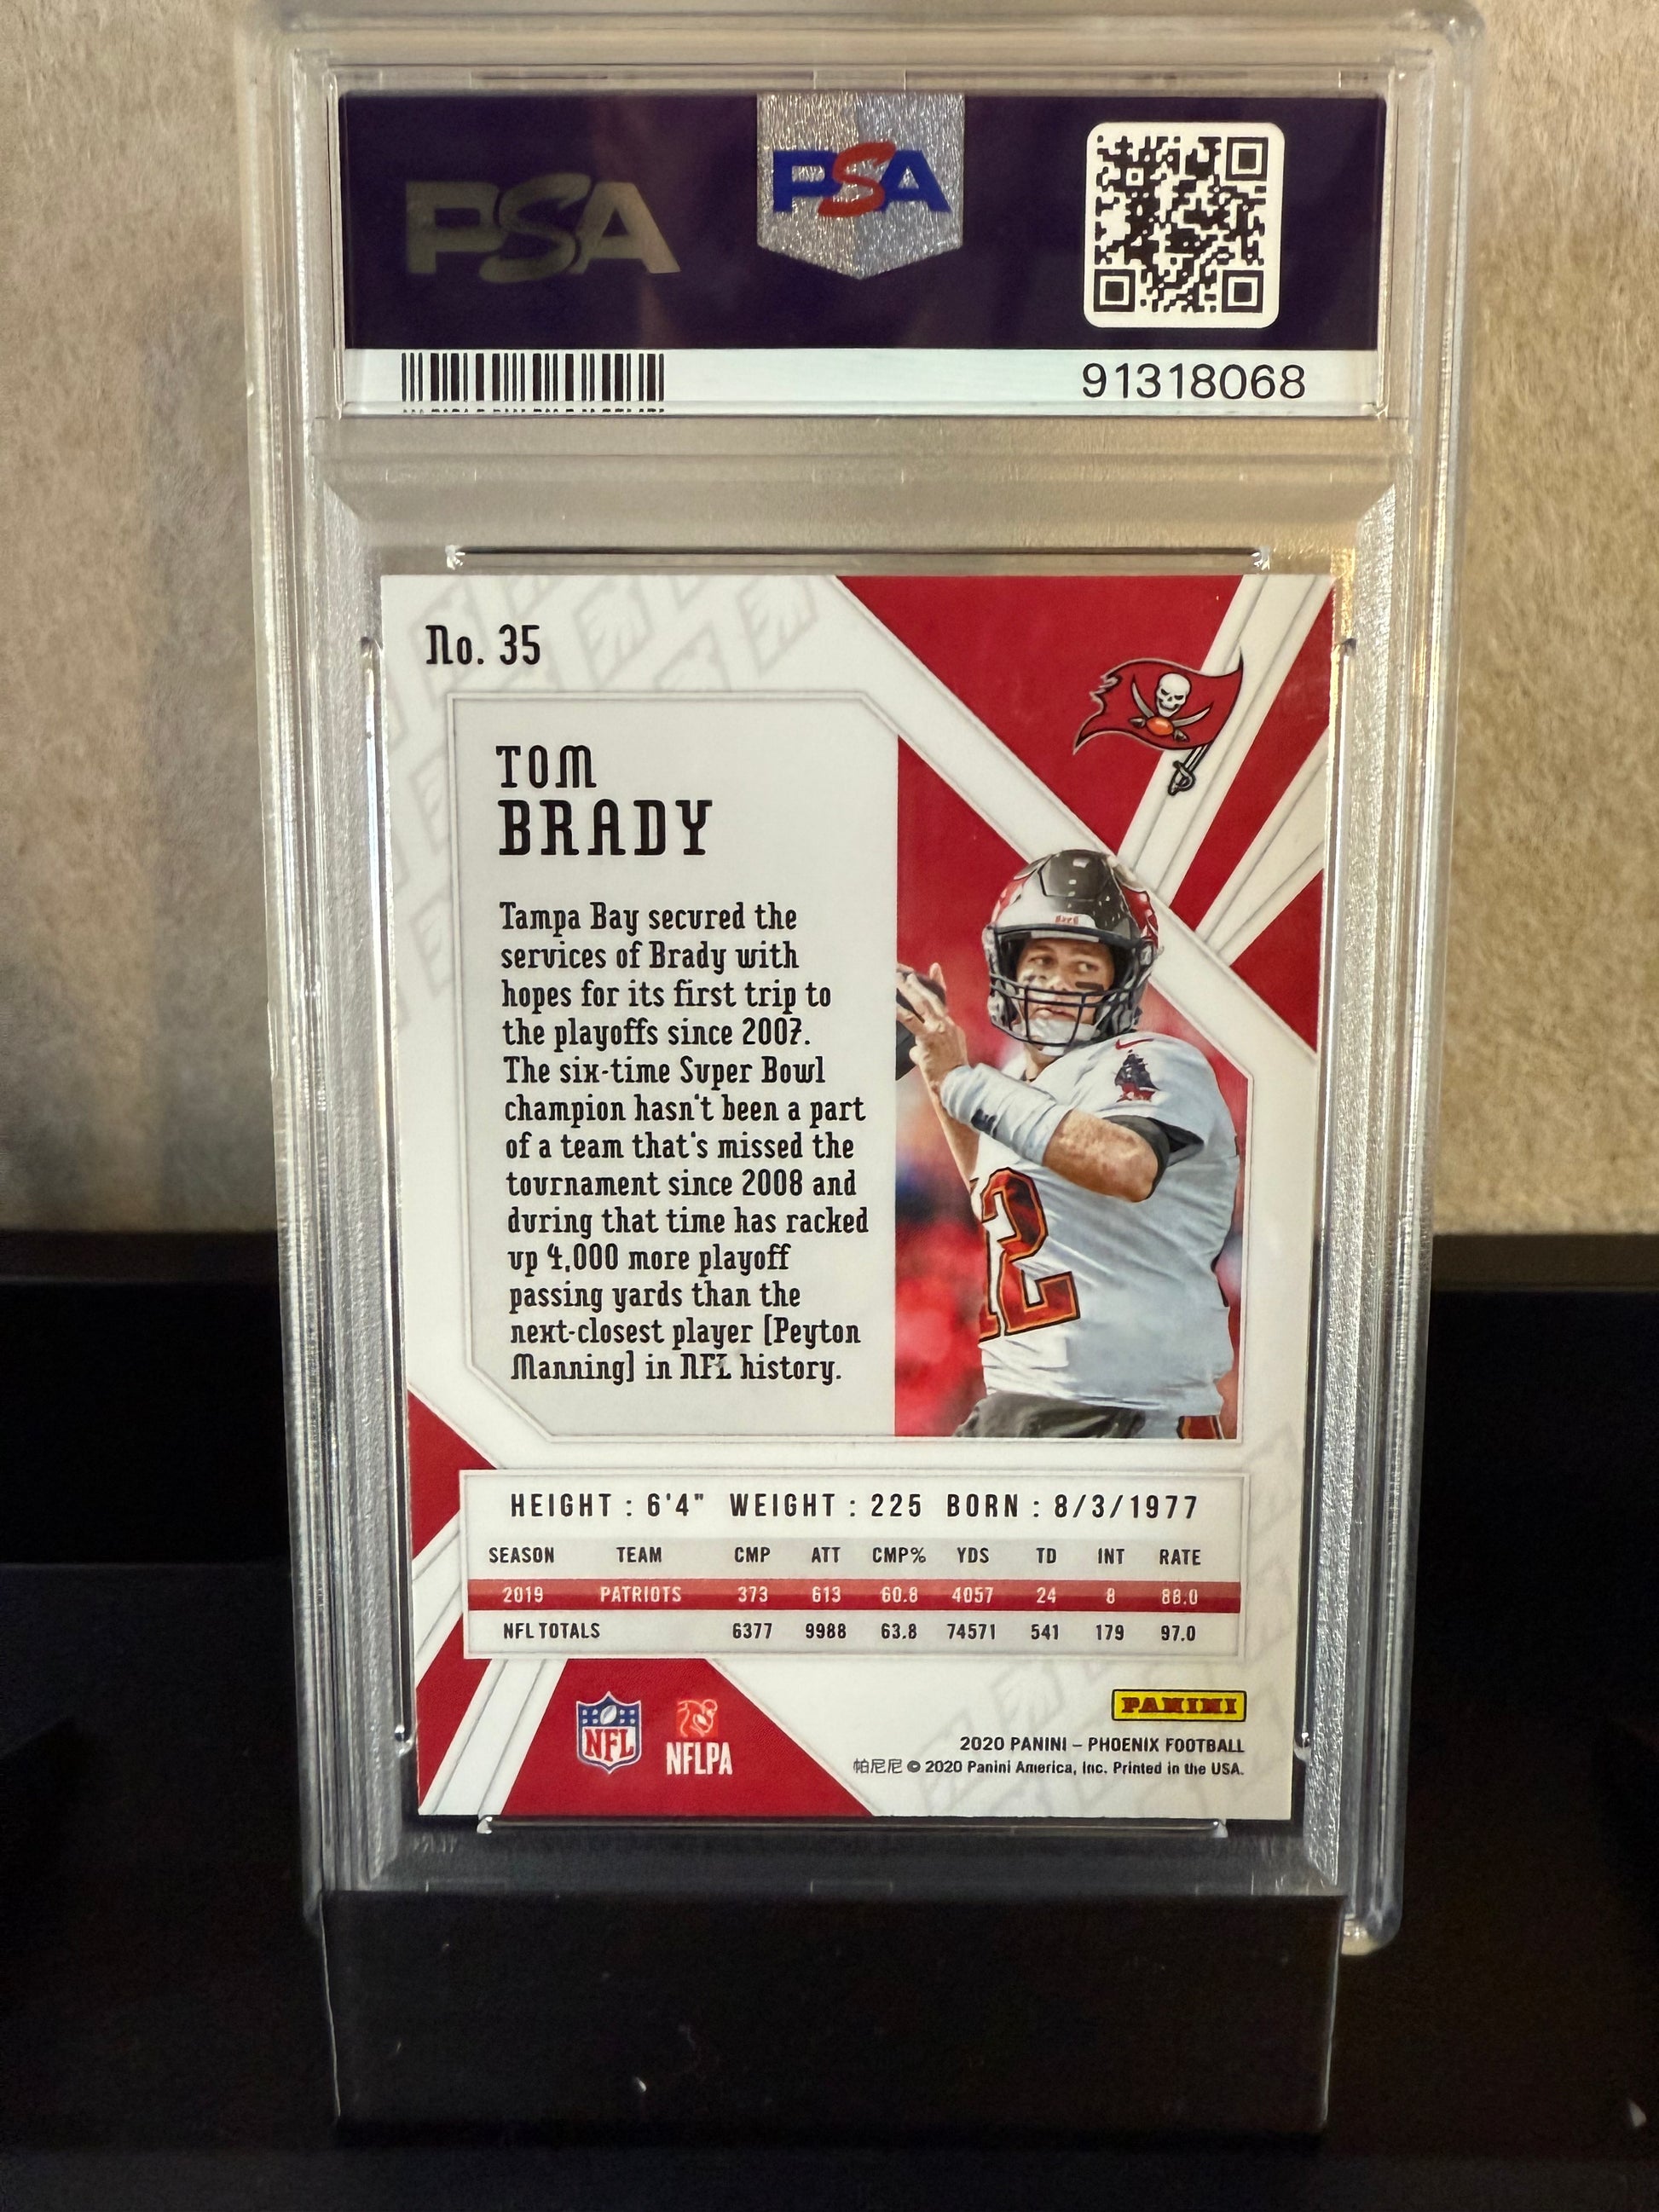 PSA
PSA
91318068
No. 35
TOM
BRADY
Tampa Bay secured the
services of Brady with
hopes for its first trip to
the playoffs since 2007.
The six-time Super Bowl
champion hasn't been a part
of a team that's missed the
tournament since 2008 and
during that time has racked
up 4,000 more playoff
passing yards than the
next-closest player [Peyton
Manning] in NFL history.
12
HEIGHT : 6'4" WEIGHT : 225 BORN : 8/3/1977
SEASON TEAM CMP ATT CMP% YDS TD INT RATE
2019 PATRIOTS 373 613 60.8 4057 24 8 88.0
NFL TOTALS 6377 9988 63.8 74571 541 179 97.0
NFL
NFLPA
PANINI
2020 PANINI – PHOENIX FOOTBALL
帕尼尼 © 2020 Panini America, Inc. Printed in the USA.